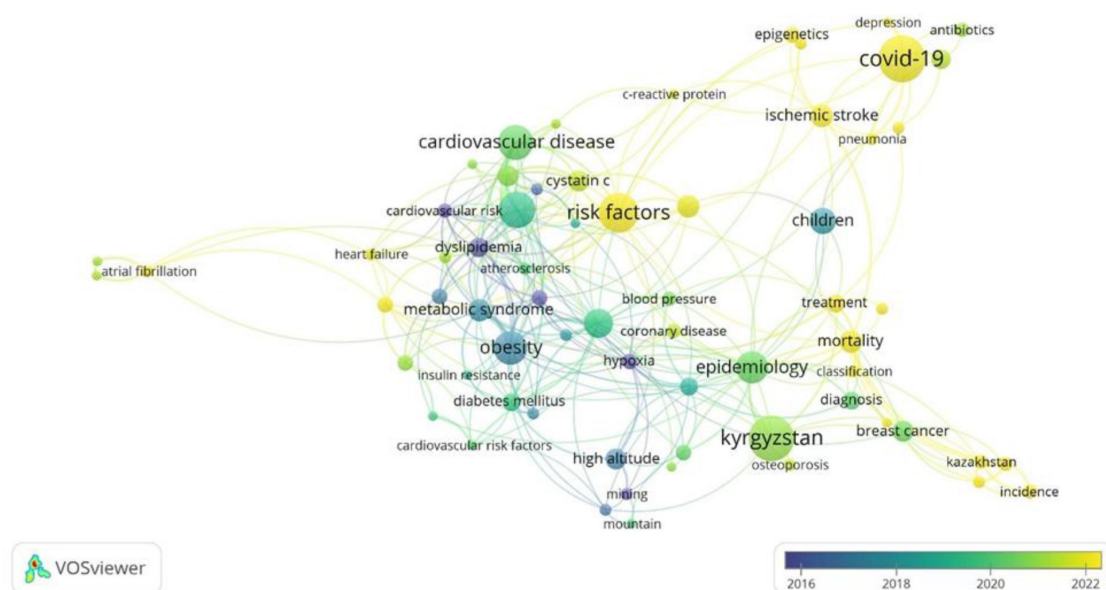 depression
antibiotics
epigenetics
covid-19
c-reactive protein
ischemic stroke
pneumonia
cardiovascular disease
cystatin c
cardiovascular risk
risk factors
children
dyslipidemia
heart failure
atherosclerosis
atrial fibrillation
blood pressure
treatment
metabolic syndrome
coronary disease
mortality
obesity
hypoxia
epidemiology
classification
insulin resistance
diabetes mellitus
diagnosis
breast cancer
kyrgyzstan
cardiovascular risk factors
high altitude
osteoporosis
kazakhstan
mining
incidence
mountain
VOSviewer
2016 2018 2020 2022